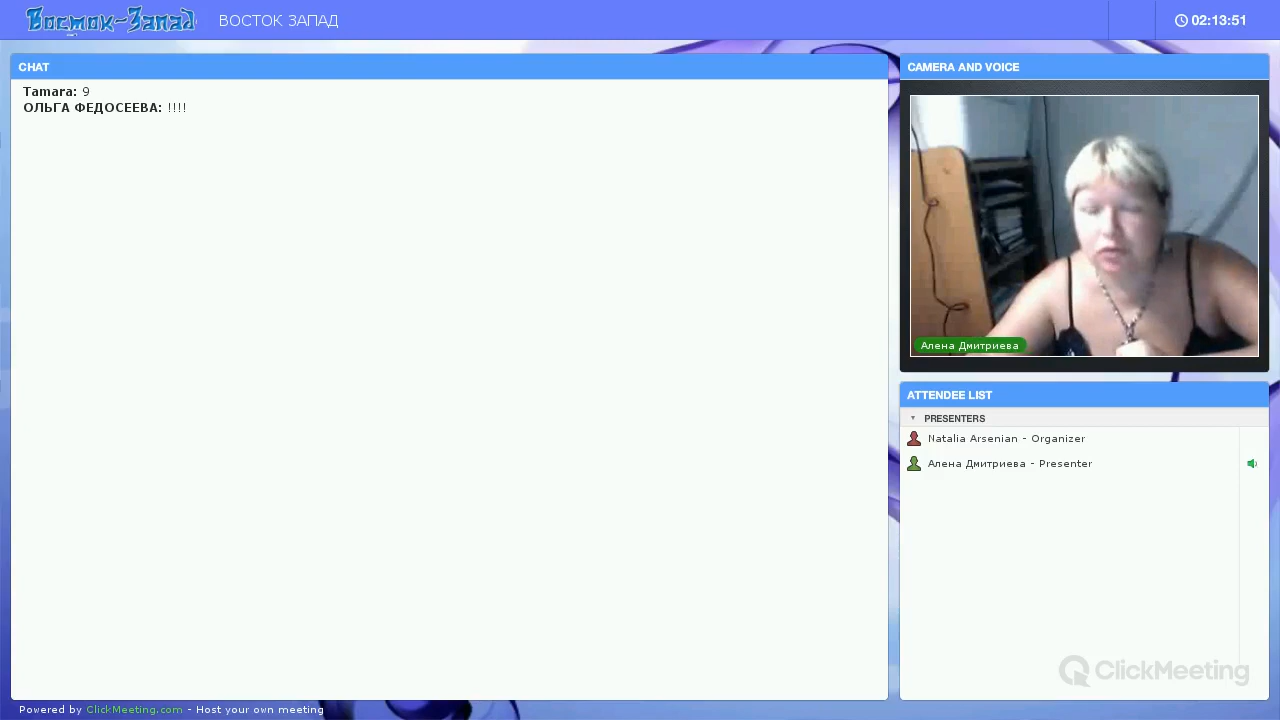 Восток-Запад
ВОСТОК ЗАПАД
02:13:51
CHAT
Tamara: 9
ОЛЬГА ФЕДОСЕЕВА: !!!!
CAMERA AND VOICE
Алена Дмитриева
ATTENDEE LIST
PRESENTERS
Natalia Arsenian - Organizer
Алена Дмитриева - Presenter
ClickMeeting
Powered by ClickMeeting.com - Host your own meeting